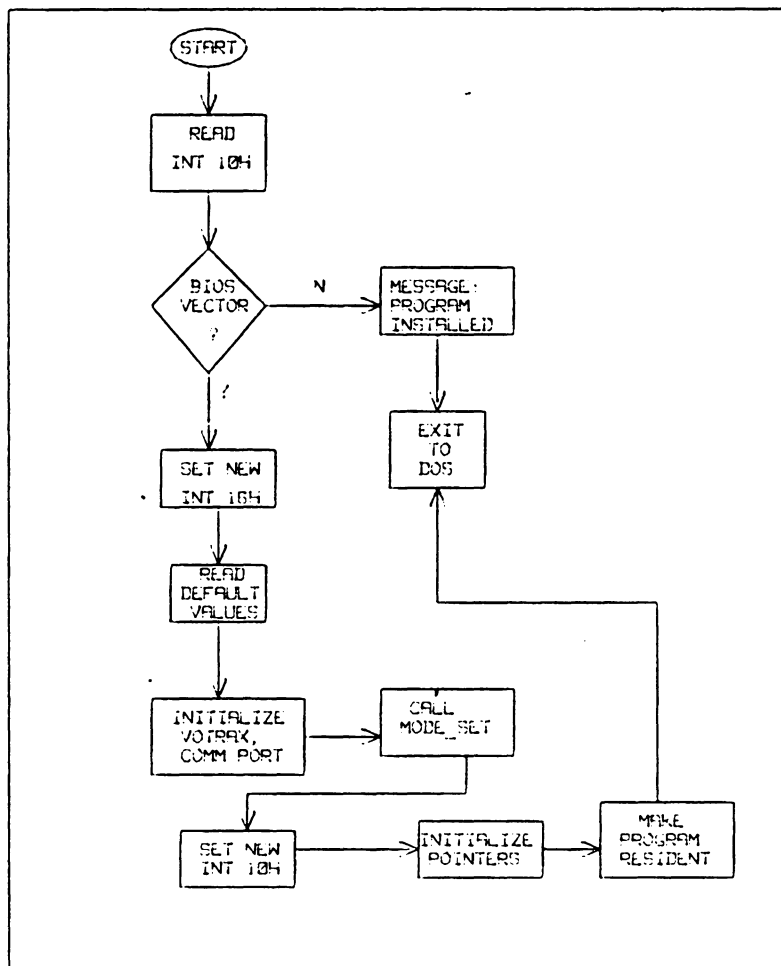 START
READ
INT 10H
BIOS
VECTOR
?
N
MESSAGE:
PROGRAM
INSTALLED
EXIT
TO
DOS
SET NEW
INT 16H
READ
DEFAULT
VALUES
INITIALIZE
VOTRAX,
COMM PORT
CALL
MODE_SET
SET NEW
INT 10H
INITIALIZE
POINTERS
MAKE
PROGRAM
RESIDENT